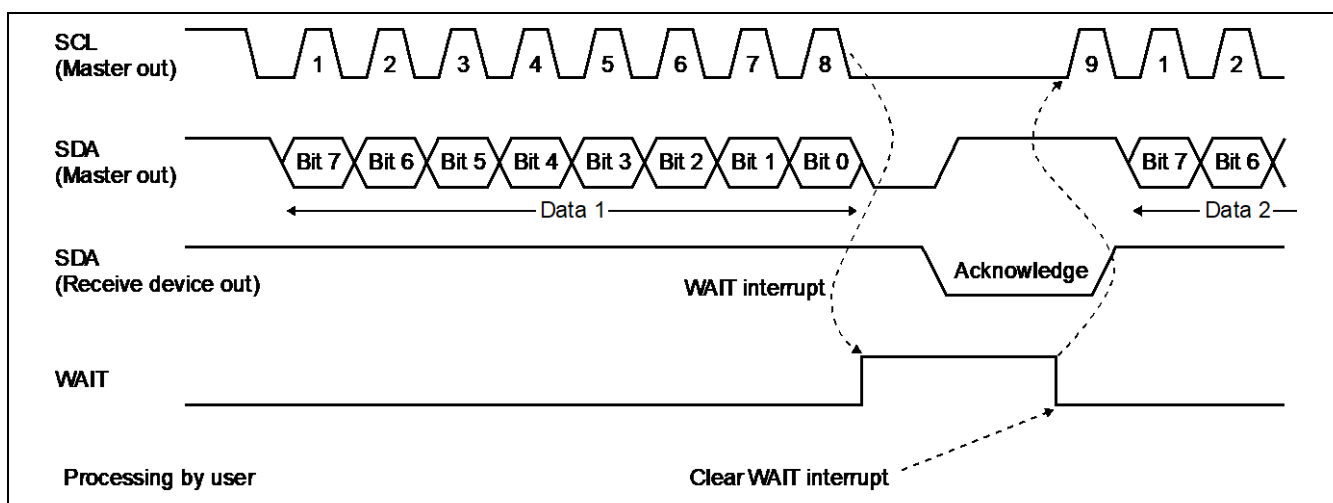 SCL
(Master out)
1 2 3 4 5 6 7 8 9 1 2
SDA
(Master out)
Bit 7 Bit 6 Bit 5 Bit 4 Bit 3 Bit 2 Bit 1 Bit 0 Bit 7 Bit 6
Data 1 Data 2
SDA
(Receive device out)
Acknowledge
WAIT interrupt
WAIT
Processing by user
Clear WAIT interrupt